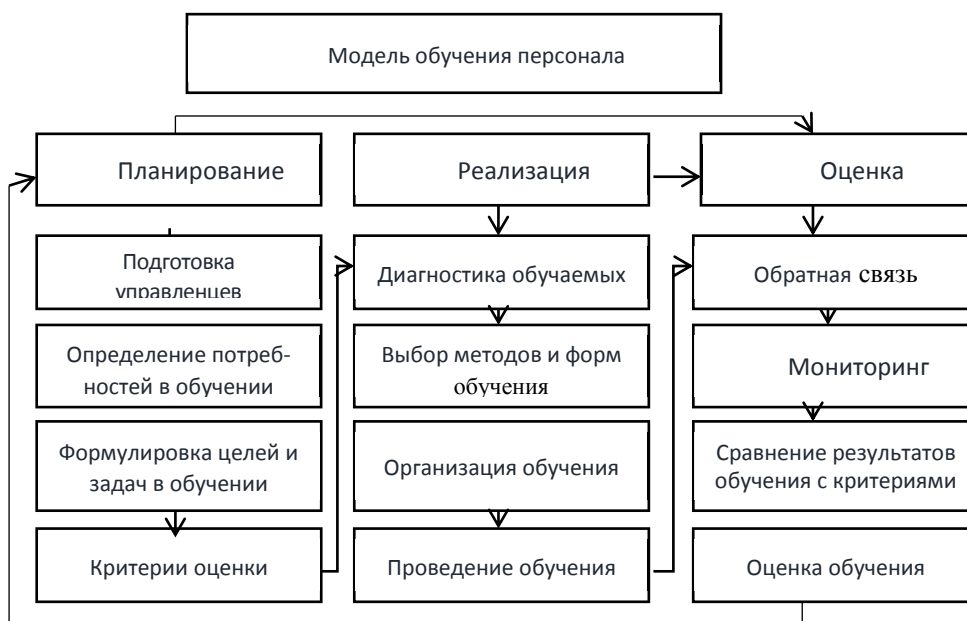 Модель обучения персонала
Планирование
Реализация
Оценка
Подготовка
управленцев
Диагностика обучаемых
Обратная связь
Определение потреб-
ностей в обучении
Выбор методов и форм
обучения
Мониторинг
Формулировка целей и
задач в обучении
Организация обучения
Сравнение результатов
обучения с критериями
Критерии оценки
Проведение обучения
Оценка обучения